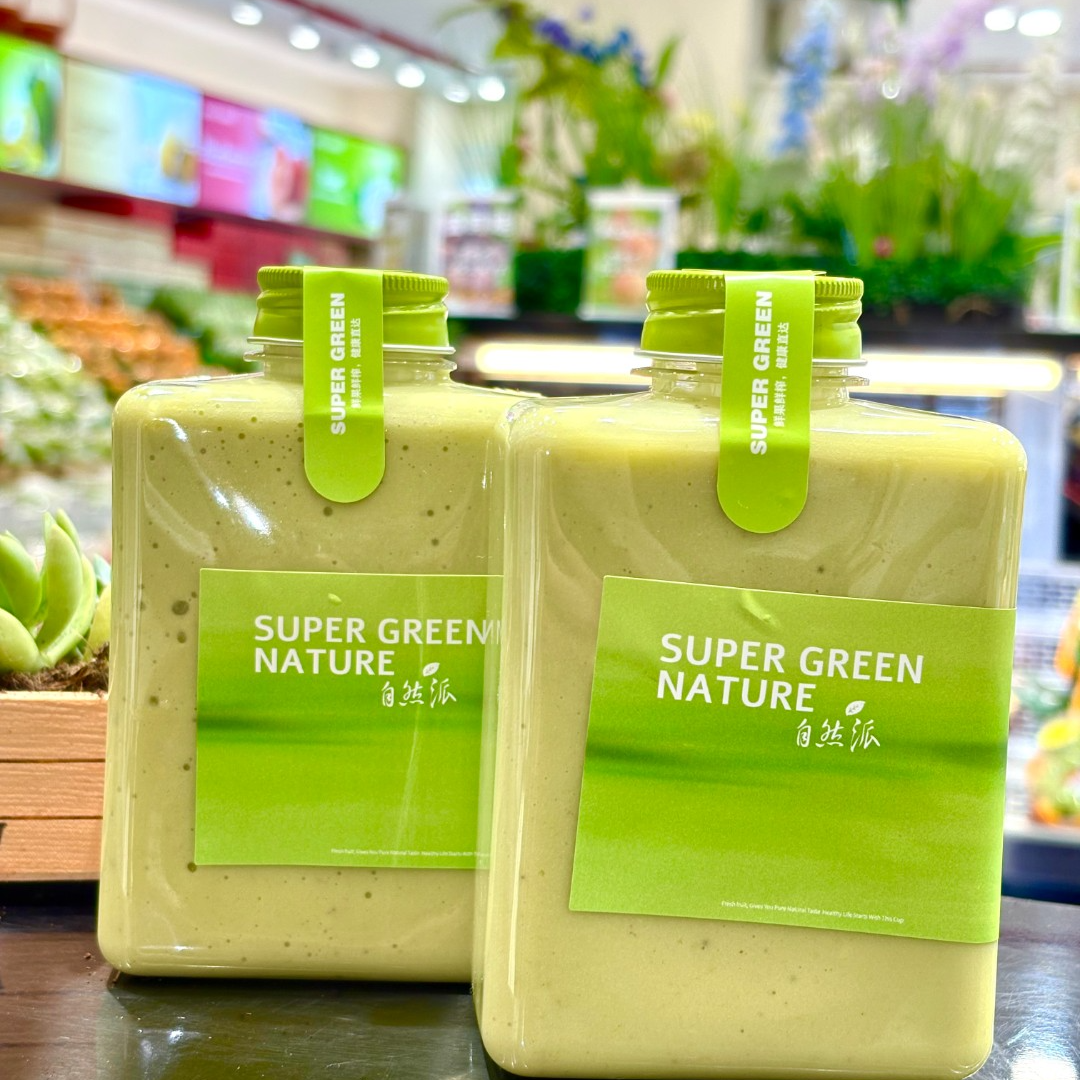 SUPER GREEN
鲜果鲜榨,健康直达
SUPER GREEN
NATURE
自然派
SUPER GREEN
鲜果鲜榨,健康直达
SUPER GREEN
NATURE
自然派
Fresh Fruit, Gives You Pure Natural Taste. Healthy Life Starts With This Cup